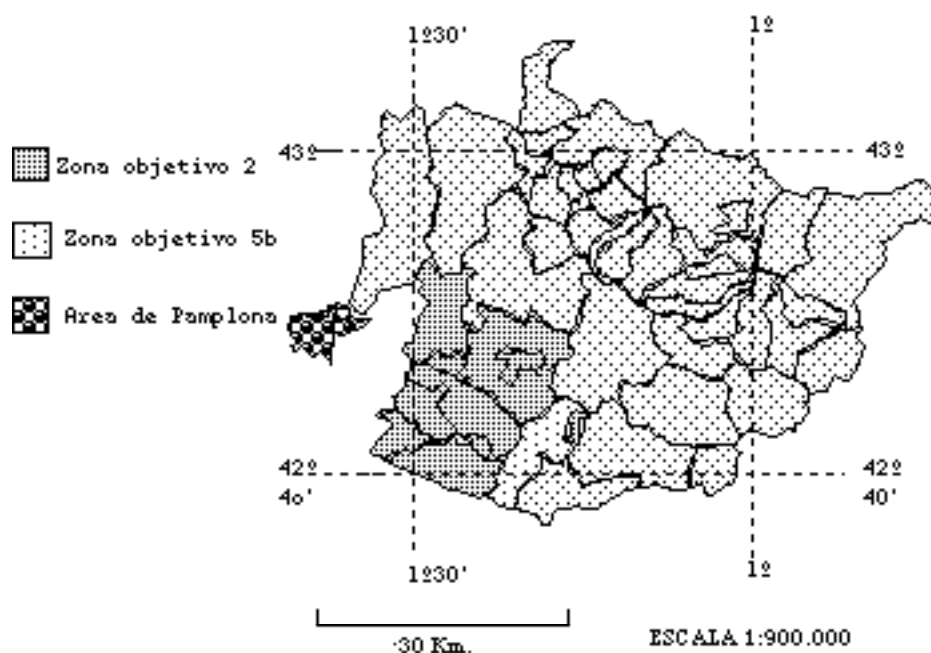 1º30'
1º
43º
43º
Zona objetivo 2
Zona objetivo 5b
Area de Pamplona
42º
4o'
42º
40'
1º30'
1º
30 Km.
ESCALA 1:900.000